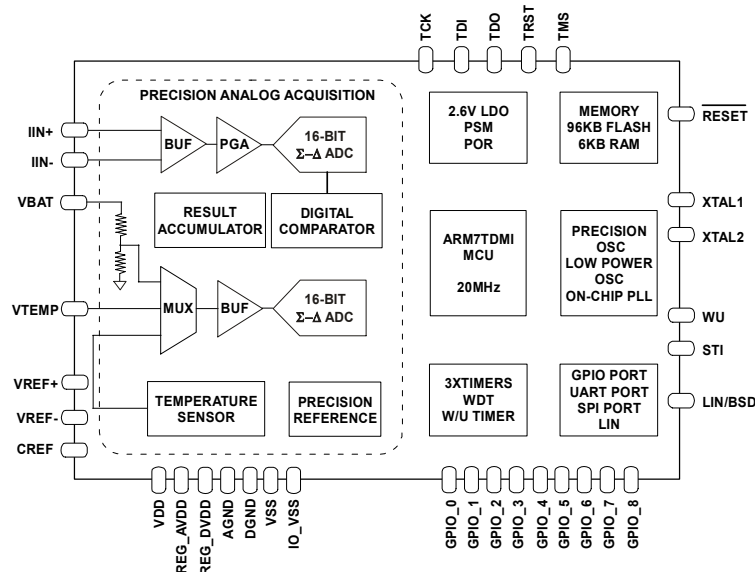 TCK
TDI
TDO
TRST
TMS
PRECISION ANALOG ACQUISITION
IIN+
IIN-
VBAT
VTEMP
VREF+
VREF-
CREF
BUF
PGA
16-BIT
Σ–Δ ADC
RESULT
ACCUMULATOR
DIGITAL
COMPARATOR
MUX
BUF
16-BIT
Σ–Δ ADC
TEMPERATURE
SENSOR
PRECISION
REFERENCE
2.6V LDO
PSM
POR
MEMORY
96KB FLASH
6KB RAM
ARM7TDMI
MCU
20MHz
PRECISION
OSC
LOW POWER
OSC
ON-CHIP PLL
3XTIMERS
WDT
W/U TIMER
GPIO PORT
UART PORT
SPI PORT
LIN
RESET
XTAL1
XTAL2
WU
STI
LIN/BSD
VDD
REG_AVDD
REG_DVDD
AGND
DGND
VSS
IO_VSS
GPIO_0
GPIO_1
GPIO_2
GPIO_3
GPIO_4
GPIO_5
GPIO_6
GPIO_7
GPIO_8